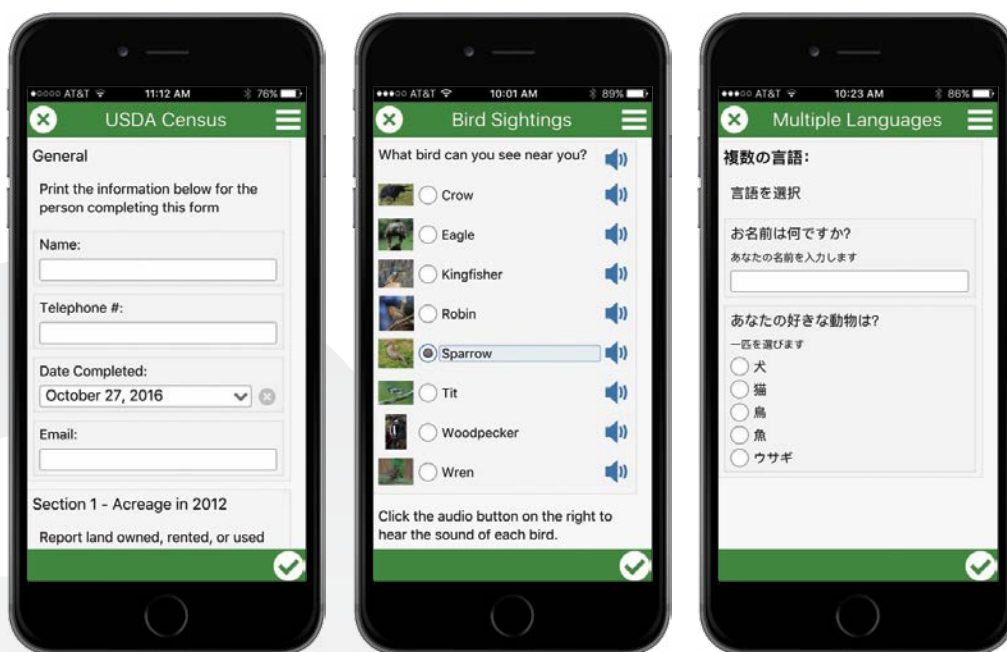 AT&T 11:12 AM 76%
USDA Census
General
Print the information below for the
person completing this form
Name:
Telephone #:
Date Completed:
October 27, 2016
Email:
Section 1 - Acreage in 2012
Report land owned, rented, or used
AT&T 10:01 AM 89%
Bird Sightings
What bird can you see near you?
Crow
Eagle
Kingfisher
Robin
Sparrow
Tit
Woodpecker
Wren
Click the audio button on the right to
hear the sound of each bird.
AT&T 10:23 AM 86%
Multiple Languages
複数の言語：
言語を選択
お名前は何ですか?
あなたの名前を入力します
あなたの好きな動物は?
一匹を選びます
犬
猫
鳥
魚
ウサギ